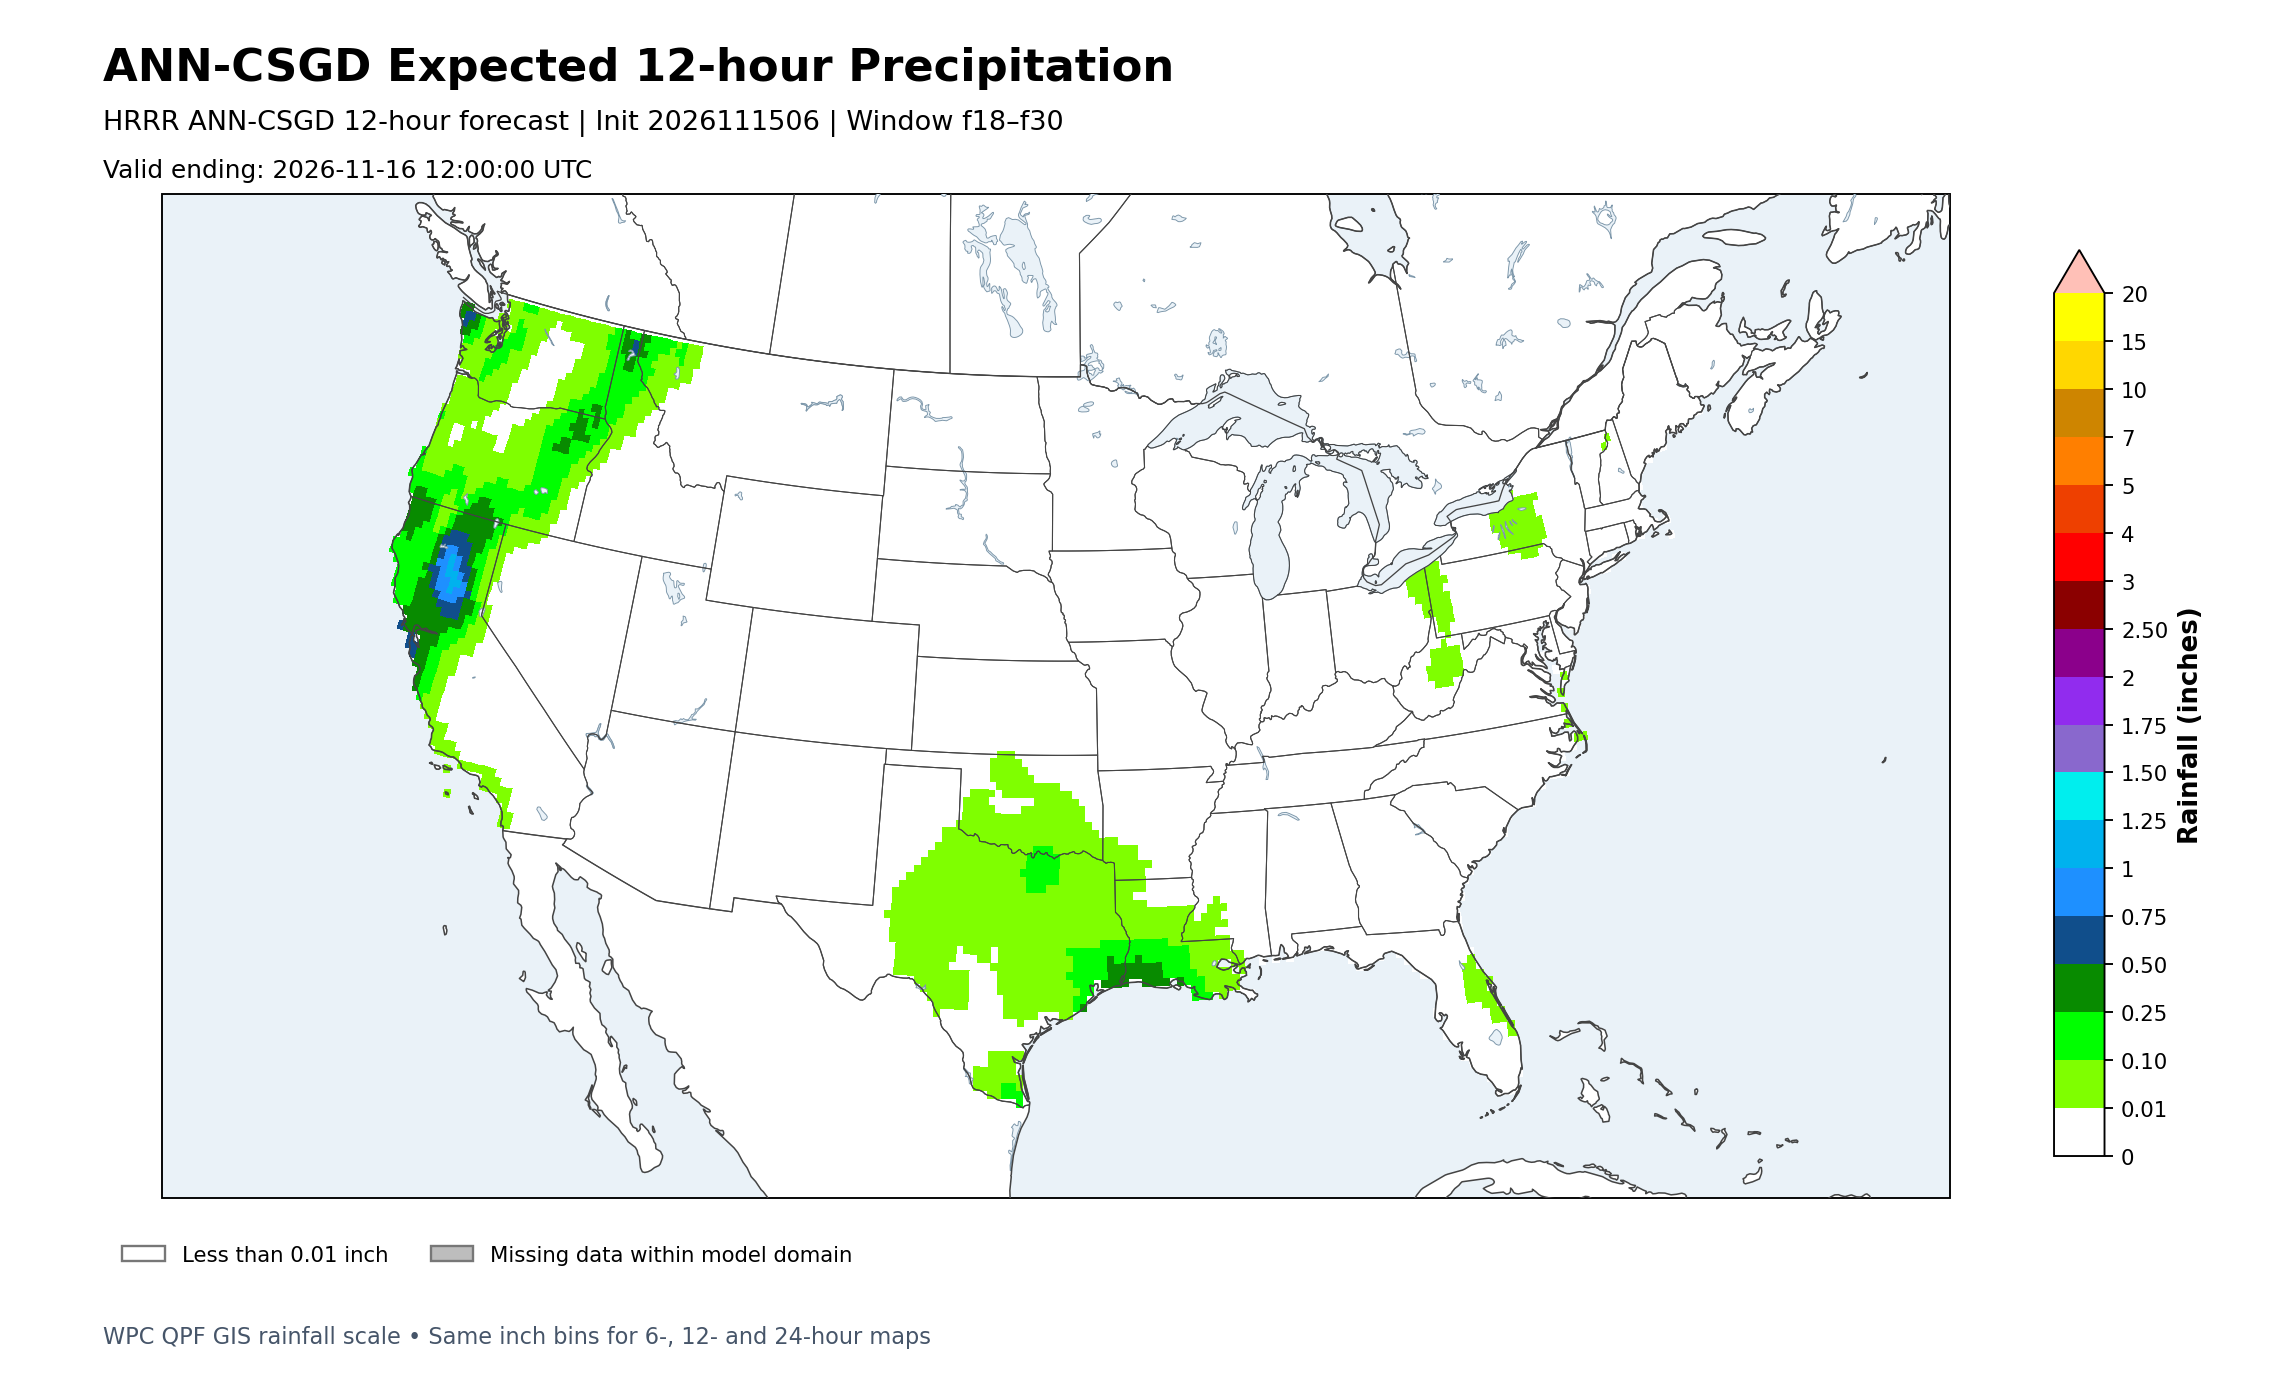 ANN-CSGD Expected 12-hour Precipitation
HRRR ANN-CSGD 12-hour forecast | Init 2026111506 | Window f18–f30
Valid ending: 2026-11-16 12:00:00 UTC
20
15
10
7
5
4
3
2.50
2
1.75
1.50
1.25
1
0.75
0.50
0.25
0.10
0.01
0
Rainfall (inches)
Less than 0.01 inch
Missing data within model domain
WPC QPF GIS rainfall scale • Same inch bins for 6-, 12- and 24-hour maps